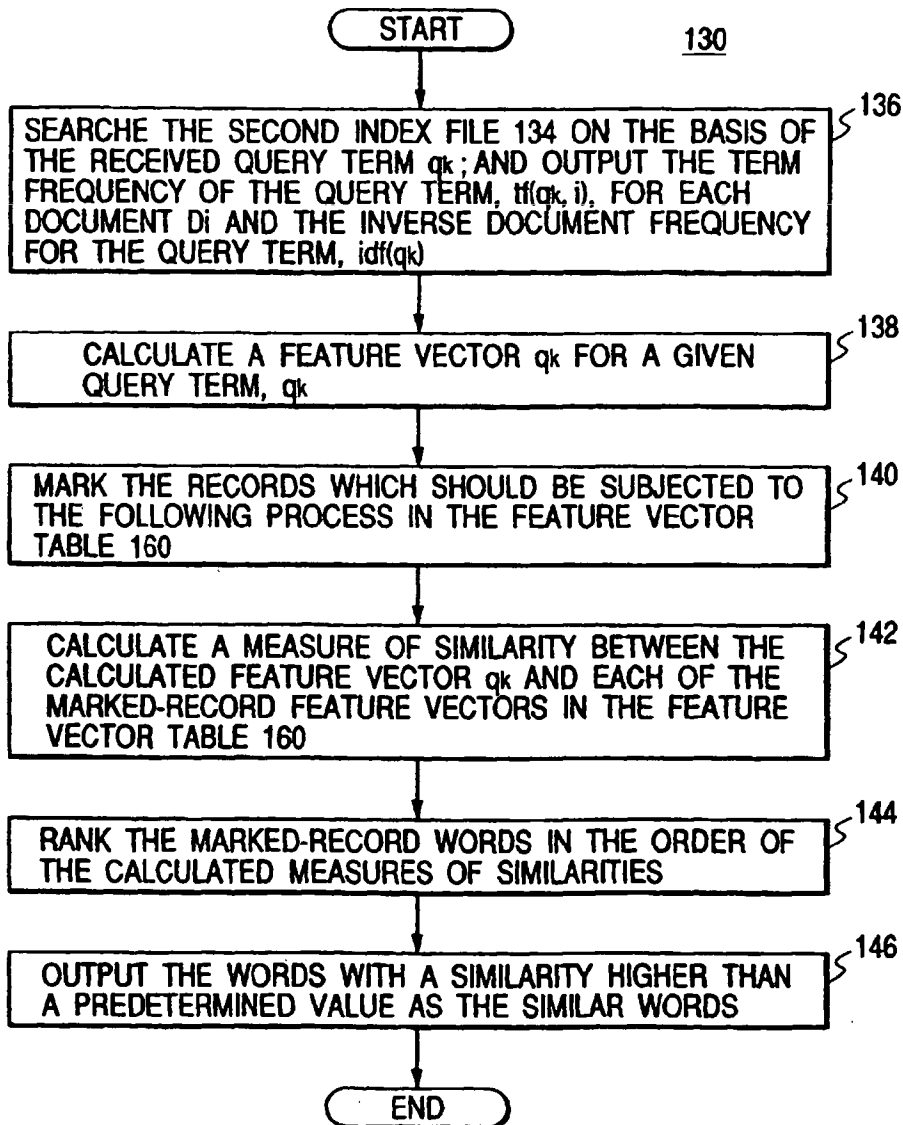 START
130
136
SEARCHE THE SECOND INDEX FILE 134 ON THE BASIS OF
THE RECEIVED QUERY TERM qk ; AND OUTPUT THE TERM
FREQUENCY OF THE QUERY TERM, tf(qk, i), FOR EACH
DOCUMENT Di AND THE INVERSE DOCUMENT FREQUENCY
FOR THE QUERY TERM, idf(qk)
138
CALCULATE A FEATURE VECTOR qk FOR A GIVEN
QUERY TERM, qk
140
MARK THE RECORDS WHICH SHOULD BE SUBJECTED TO
THE FOLLOWING PROCESS IN THE FEATURE VECTOR
TABLE 160
142
CALCULATE A MEASURE OF SIMILARITY BETWEEN THE
CALCULATED FEATURE VECTOR qk AND EACH OF THE
MARKED-RECORD FEATURE VECTORS IN THE FEATURE
VECTOR TABLE 160
144
RANK THE MARKED-RECORD WORDS IN THE ORDER OF
THE CALCULATED MEASURES OF SIMILARITIES
146
OUTPUT THE WORDS WITH A SIMILARITY HIGHER THAN
A PREDETERMINED VALUE AS THE SIMILAR WORDS
END